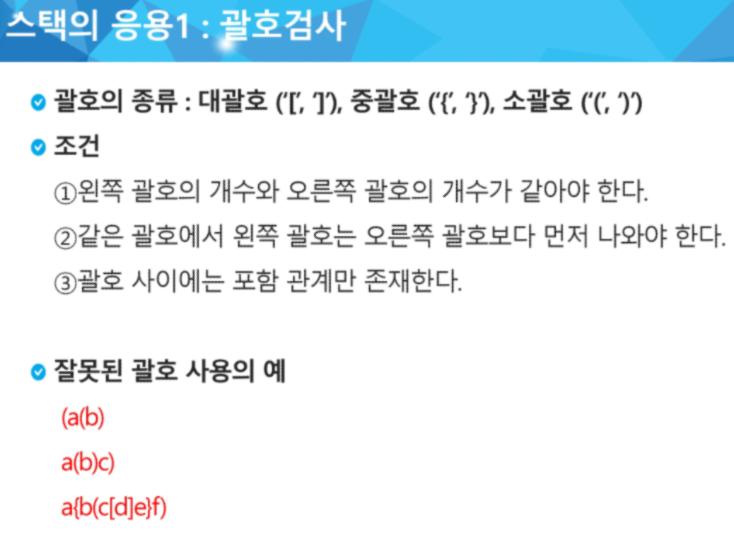 스택의 응용1 : 괄호검사
괄호의 종류 : 대괄호 ('[', ']'), 중괄호 ('{', '}'), 소괄호 ('(', ')')
조건
①왼쪽 괄호의 개수와 오른쪽 괄호의 개수가 같아야 한다.
②같은 괄호에서 왼쪽 괄호는 오른쪽 괄호보다 먼저 나와야 한다.
③괄호 사이에는 포함 관계만 존재한다.
잘못된 괄호 사용의 예
(a(b)
a(b)c)
a{b(c[d]e}f)